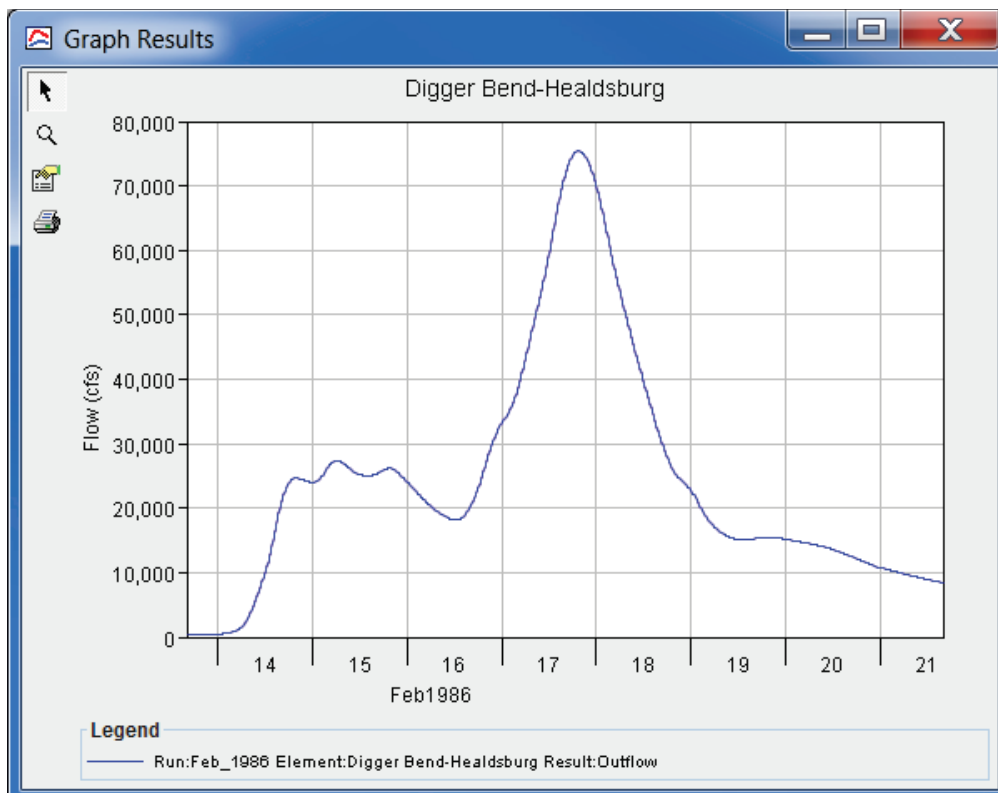 Graph Results
Digger Bend-Healdsburg
80,000
70,000
60,000
50,000
40,000
30,000
20,000
10,000
0
Flow (cfs)
14 15 16 17 18 19 20 21
Feb1986
Legend
Run:Feb_1986 Element:Digger Bend-Healdsburg Result:Outflow